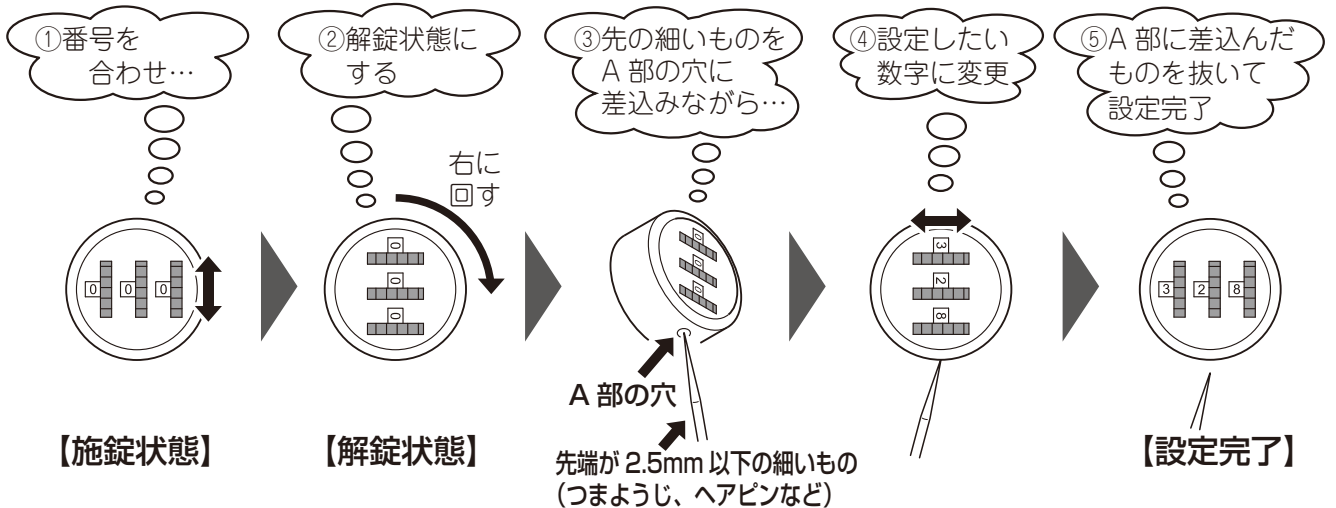 ①番号を
合わせ…
②解錠状態に
する
③先の細いものを
A 部の穴に
差込みながら…
④設定したい
数字に変更
⑤A 部に差込んだ
ものを抜いて
設定完了
右に
回す
0 0 0
0
0
0
0
0
0
3
2
8
3 2 8
A 部の穴
先端が 2.5mm 以下の細いもの
（つまようじ、ヘアピンなど）
【施錠状態】
【解錠状態】
【設定完了】